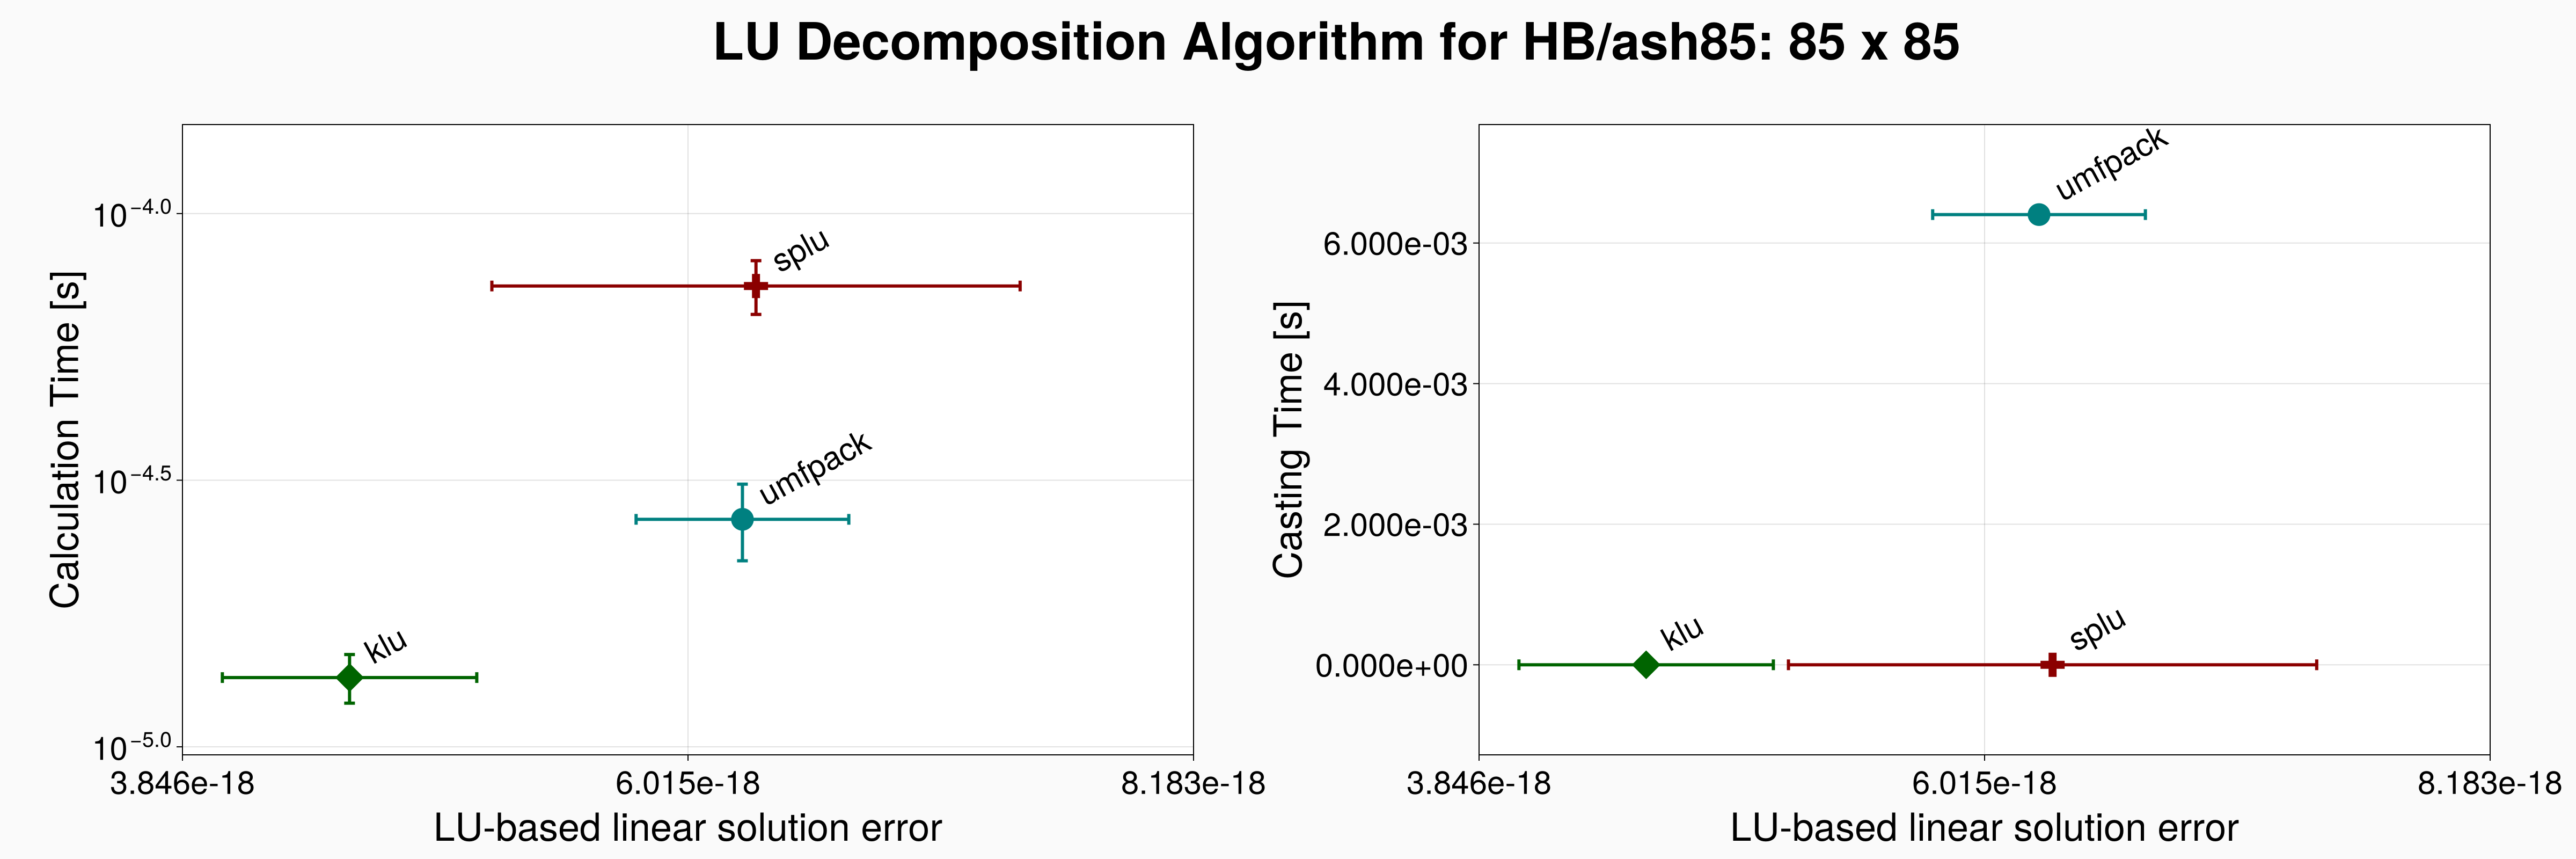 LU Decomposition Algorithm for HB/ash85: 85 x 85
Calculation Time [s]
10−4.0
10−4.5
10−5.0
splu
umfpack
klu
3.846e-18 6.015e-18 8.183e-18
LU-based linear solution error
Casting Time [s]
6.000e-03
4.000e-03
2.000e-03
0.000e+00
umfpack
klu
splu
3.846e-18 6.015e-18 8.183e-18
LU-based linear solution error